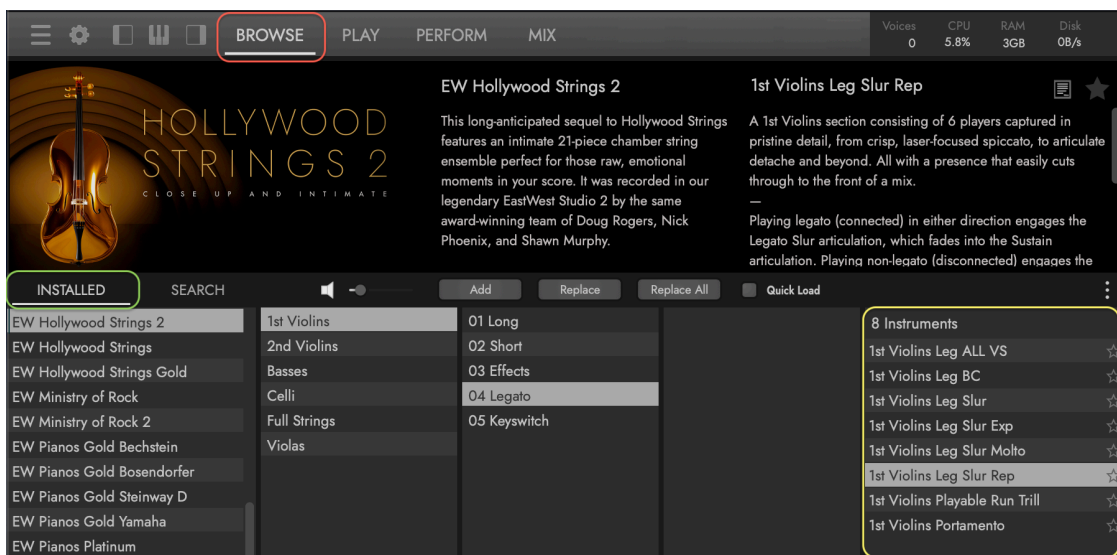 BROWSE PLAY PERFORM MIX
Voices CPU RAM Disk
0 5.8% 3GB 0B/s
HOLLYWOOD
STRINGS 2
CLOSE UP AND INTIMATE
EW Hollywood Strings 2
This long-anticipated sequel to Hollywood Strings
features an intimate 21-piece chamber string
ensemble perfect for those raw, emotional
moments in your score. It was recorded in our
legendary EastWest Studio 2 by the same
award-winning team of Doug Rogers, Nick
Phoenix, and Shawn Murphy.
1st Violins Leg Slur Rep
A 1st Violins section consisting of 6 players captured in
pristine detail, from crisp, laser-focused spiccato, to articulate
detache and beyond. All with a presence that easily cuts
through to the front of a mix.
—
Playing legato (connected) in either direction engages the
Legato Slur articulation, which fades into the Sustain
articulation. Playing non-legato (disconnected) engages the
INSTALLED SEARCH Add Replace Replace All Quick Load
EW Hollywood Strings 2
EW Hollywood Strings
EW Hollywood Strings Gold
EW Ministry of Rock
EW Ministry of Rock 2
EW Pianos Gold Bechstein
EW Pianos Gold Bosendorfer
EW Pianos Gold Steinway D
EW Pianos Gold Yamaha
EW Pianos Platinum
1st Violins
2nd Violins
Basses
Celli
Full Strings
Violas
01 Long
02 Short
03 Effects
04 Legato
05 Keyswitch
8 Instruments
1st Violins Leg ALL VS
1st Violins Leg BC
1st Violins Leg Slur
1st Violins Leg Slur Exp
1st Violins Leg Slur Molto
1st Violins Leg Slur Rep
1st Violins Playable Run Trill
1st Violins Portamento